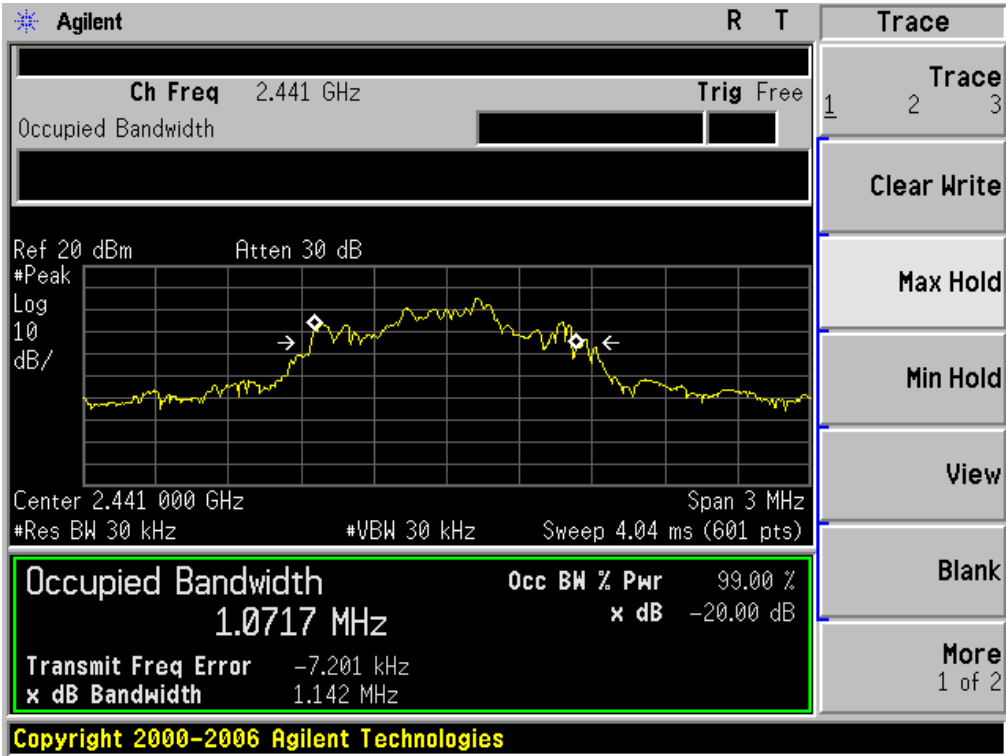 Agilent R T
Ch Freq 2.441 GHz Trig Free
Occupied Bandwidth
Ref 20 dBm Atten 30 dB
#Peak
Log
10
dB/
Center 2.441 000 GHz Span 3 MHz
#Res BW 30 kHz #VBW 30 kHz Sweep 4.04 ms (601 pts)
Occupied Bandwidth
1.0717 MHz
Occ BW % Pwr 99.00 %
x dB -20.00 dB
Transmit Freq Error -7.201 kHz
x dB Bandwidth 1.142 MHz
Copyright 2000-2006 Agilent Technologies
Trace
Trace
1 2 3
Clear Write
Max Hold
Min Hold
View
Blank
More
1 of 2